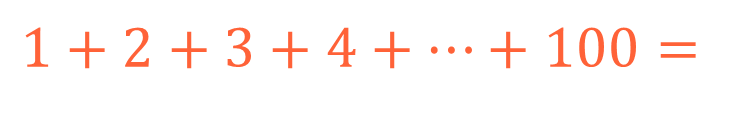 1 + 2 + 3 + 4 + ⋯ + 100 =